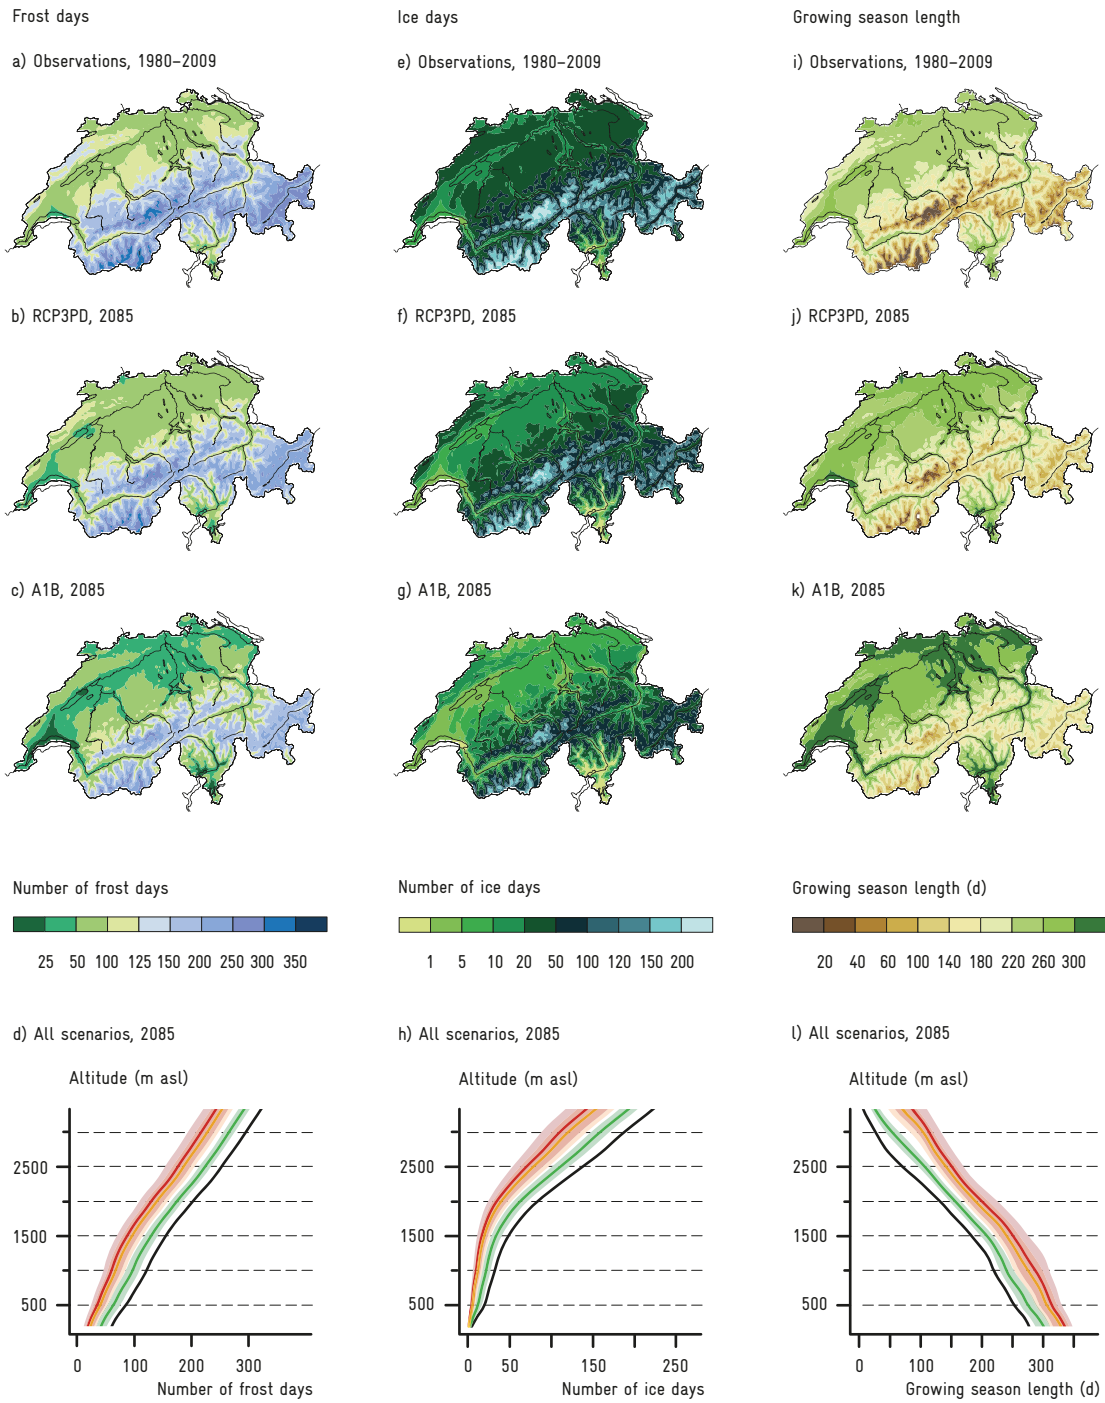 Frost days
a) Observations, 1980–2009
b) RCP3PD, 2085
c) A1B, 2085
Number of frost days
25 50 100 125 150 200 250 300 350
d) All scenarios, 2085
Altitude (m asl)
2500
1500
500
0 100 200 300
Number of frost days
Ice days
e) Observations, 1980–2009
f) RCP3PD, 2085
g) A1B, 2085
Number of ice days
1 5 10 20 50 100 120 150 200
h) All scenarios, 2085
Altitude (m asl)
2500
1500
500
0 50 150 250
Number of ice days
Growing season length
i) Observations, 1980–2009
j) RCP3PD, 2085
k) A1B, 2085
Growing season length (d)
20 40 60 100 140 180 220 260 300
l) All scenarios, 2085
Altitude (m asl)
2500
1500
500
0 100 200 300
Growing season length (d)